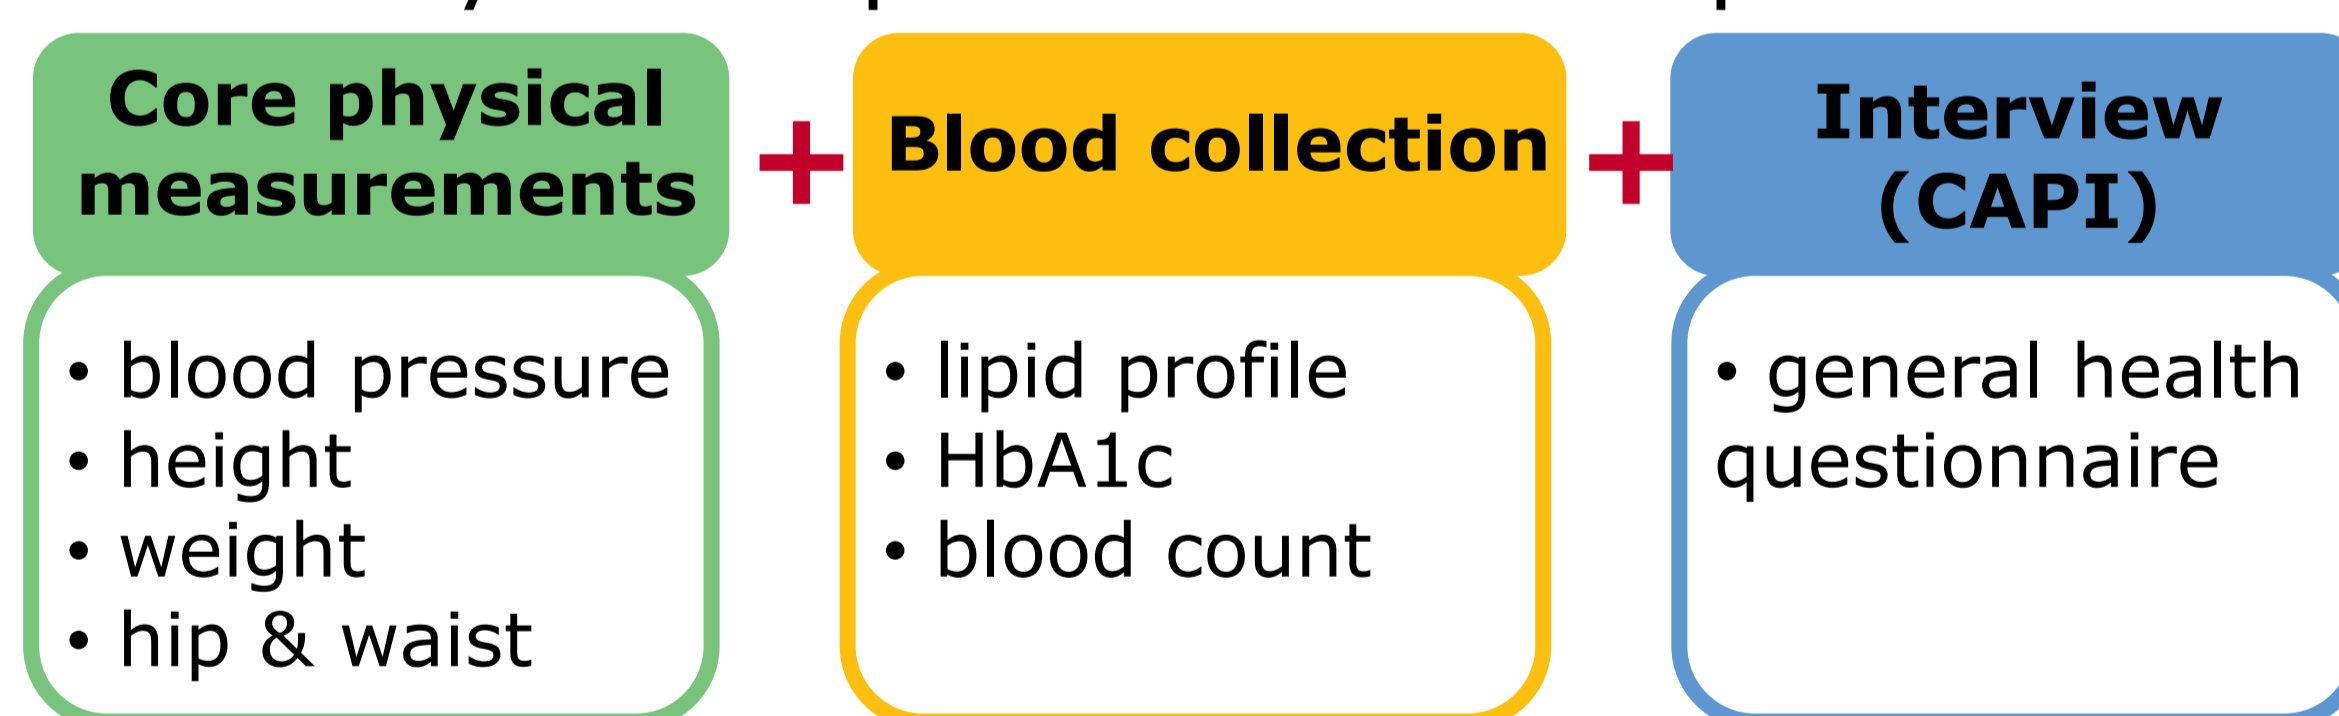 Core physical
measurements
+
Blood collection
+
Interview
(CAPI)
• blood pressure
• height
• weight
• hip & waist
• lipid profile
• HbA1c
• blood count
• general health
questionnaire